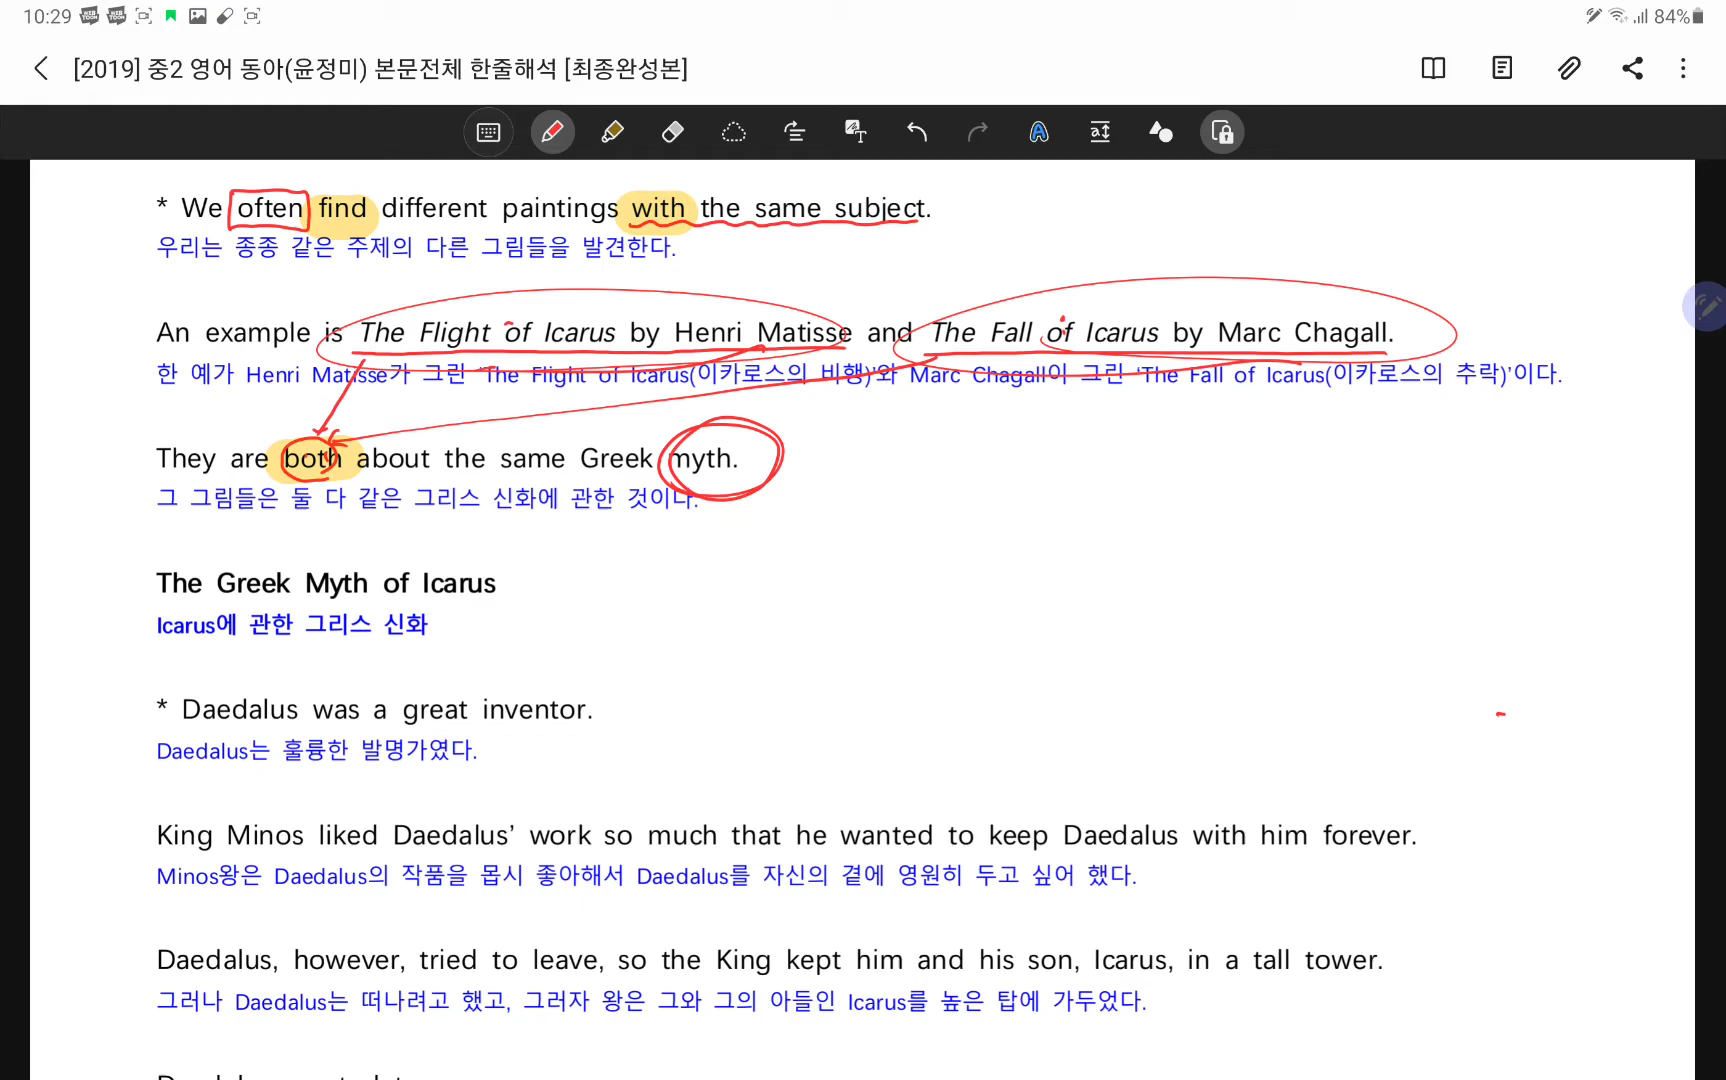 10:29 84%
[2019] 중2 영어 동아(윤정미) 본문전체 한줄해석 [최종완성본]
* We often find different paintings with the same subject.
우리는 종종 같은 주제의 다른 그림들을 발견한다.
An example is The Flight of Icarus by Henri Matisse and The Fall of Icarus by Marc Chagall.
한 예가 Henri Matisse가 그린 ‘The Flight of Icarus(이카로스의 비행)’와 Marc Chagall이 그린 ‘The Fall of Icarus(이카로스의 추락)’이다.
They are both about the same Greek myth.
그 그림들은 둘 다 같은 그리스 신화에 관한 것이다.
The Greek Myth of Icarus
Icarus에 관한 그리스 신화
* Daedalus was a great inventor.
Daedalus는 훌륭한 발명가였다.
King Minos liked Daedalus’ work so much that he wanted to keep Daedalus with him forever.
Minos왕은 Daedalus의 작품을 몹시 좋아해서 Daedalus를 자신의 곁에 영원히 두고 싶어 했다.
Daedalus, however, tried to leave, so the King kept him and his son, Icarus, in a tall tower.
그러나 Daedalus는 떠나려고 했고, 그러자 왕은 그와 그의 아들인 Icarus를 높은 탑에 가두었다.